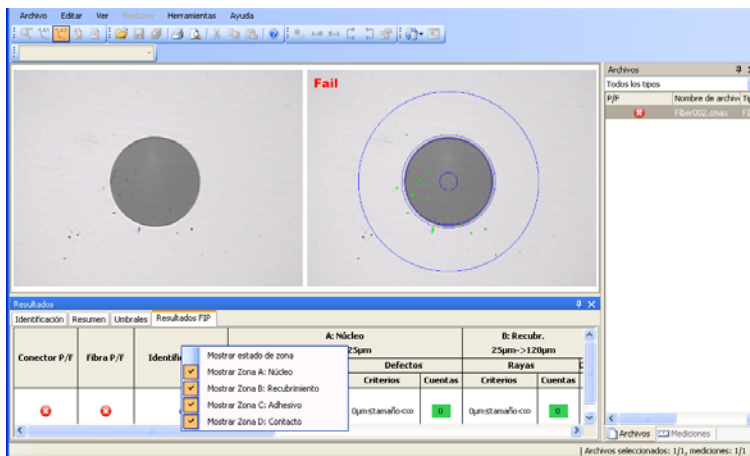 Archivo Editar Ver Medición Herramientas Ayuda
Fail
Archivos
Todos los tipos
P/F Nombre de archiv
Fiber002.cmax
Resultados
Identificación Resumen Umbrales Resultados FIP
A: Núcleo B: Recubr.
25µm 25µm->120µm
Conector P/F Fibra P/F Identifi
Defectos Rayas
Criterios Cuentas Criterios Cuentas
0µm≤tamaño<∞ 0 0µm≤tamaño<∞ 0
Mostrar estado de zona
Mostrar Zona A: Núcleo
Mostrar Zona B: Recubrimiento
Mostrar Zona C: Adhesivo
Mostrar Zona D: Contacto
Archivos Mediciones
Archivos seleccionados: 1/1, mediciones: 1/1